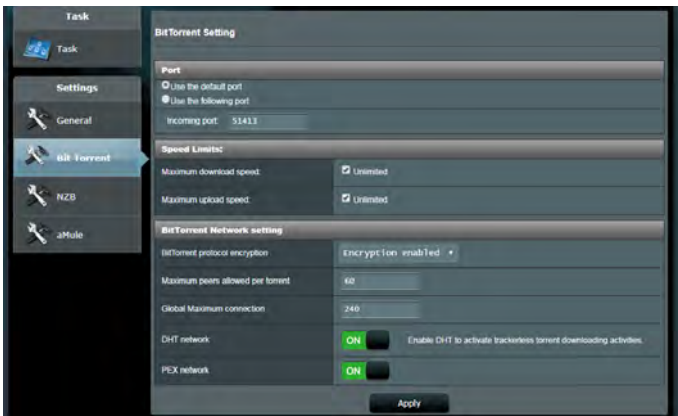 Task
Task
Settings
General
Bit Torrent
NZB
aMule
BitTorrent Setting
Port
Use the default port
Use the following port
Incoming port: 51413
Speed Limits:
Maximum download speed: Unlimited
Maximum upload speed: Unlimited
BitTorrent Network setting
BitTorrent protocol encryption Encryption enabled
Maximum peers allowed per torrent 60
Global Maximum connection 240
DHT network ON Enable DHT to activate trackerless torrent downloading activities.
PEX network ON
Apply